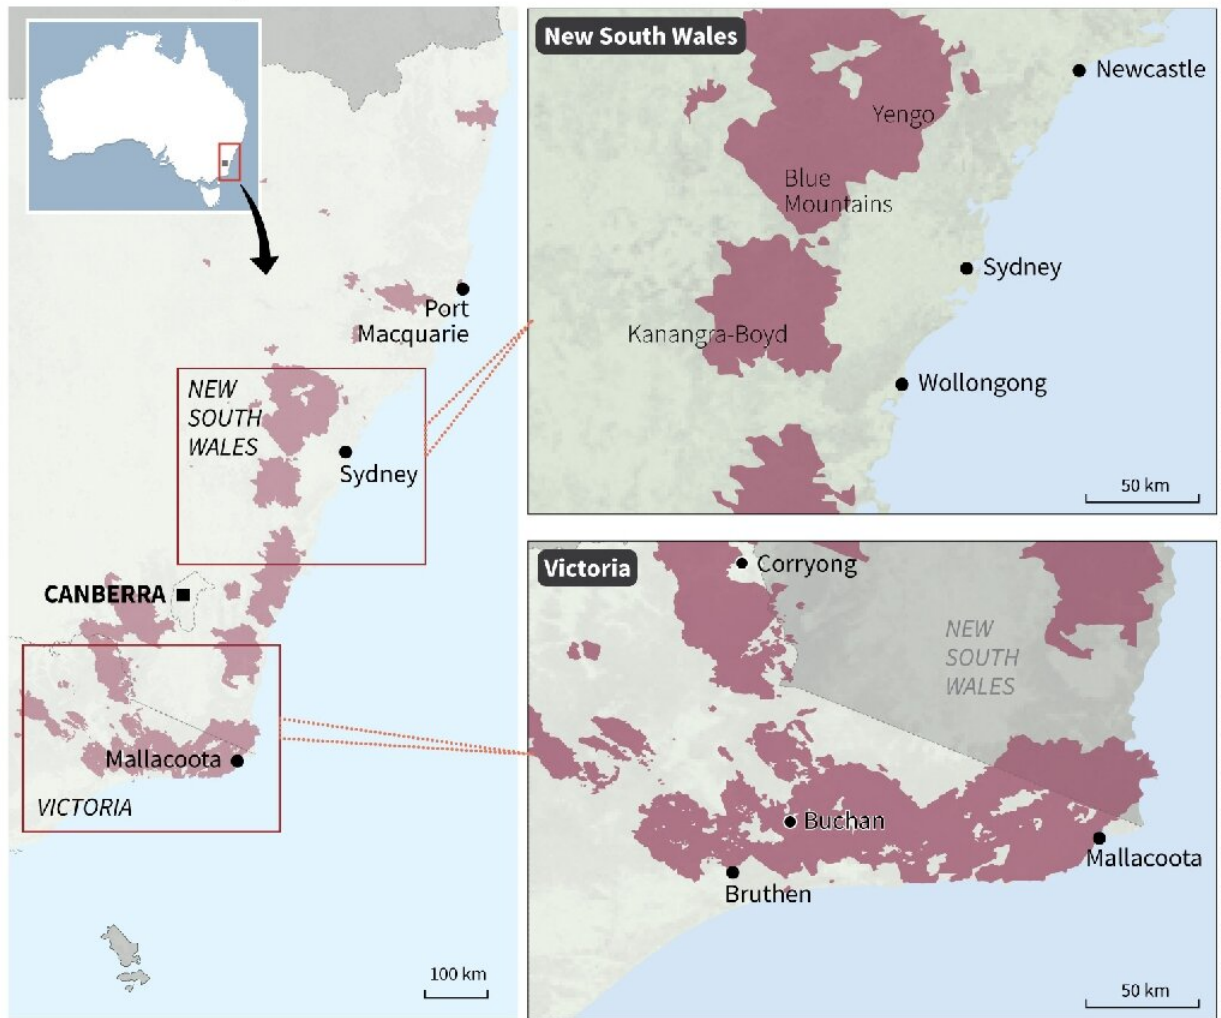 Port
Macquarie
NEW
SOUTH
WALES
Sydney
CANBERRA
Mallacoota
VICTORIA
100 km
New South Wales
Newcastle
Yengo
Blue
Mountains
Sydney
Kanangra-Boyd
Wollongong
50 km
Victoria
Corryong
NEW
SOUTH
WALES
Buchan
Mallacoota
Bruthen
50 km